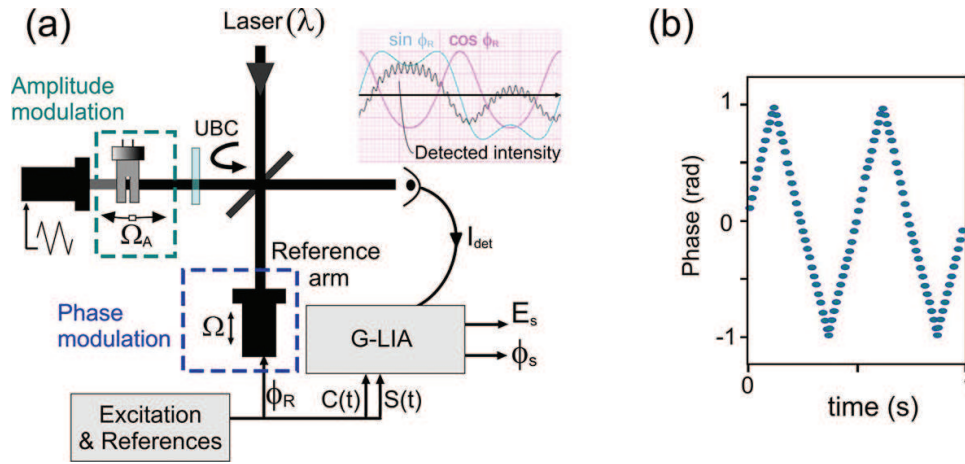 (a)
Laser(λ)
sin ϕR
cos ϕR
Detected intensity
Amplitude
modulation
UBC
ΩA
Idet
Reference
arm
Phase
modulation
Ω
G-LIA
Es
ϕs
ϕR
C(t)
S(t)
Excitation
& References
(b)
Phase (rad)
1
0
-1
0
time (s)